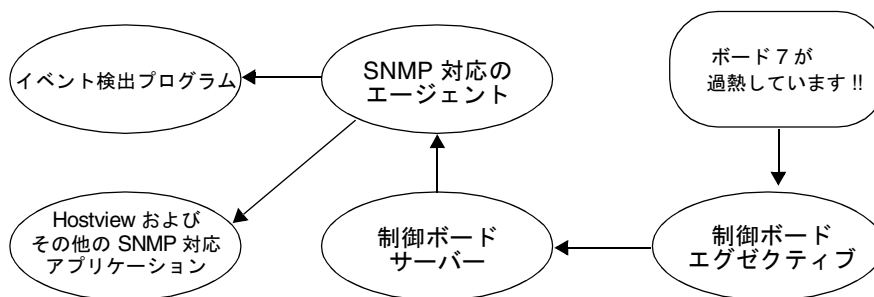 イベント検出プログラム
SNMP 対応の
エージェント
ボード 7 が
過熱しています !!
Hostview および
その他の SNMP 対応
アプリケーション
制御ボード
サーバー
制御ボード
エグゼクティブ